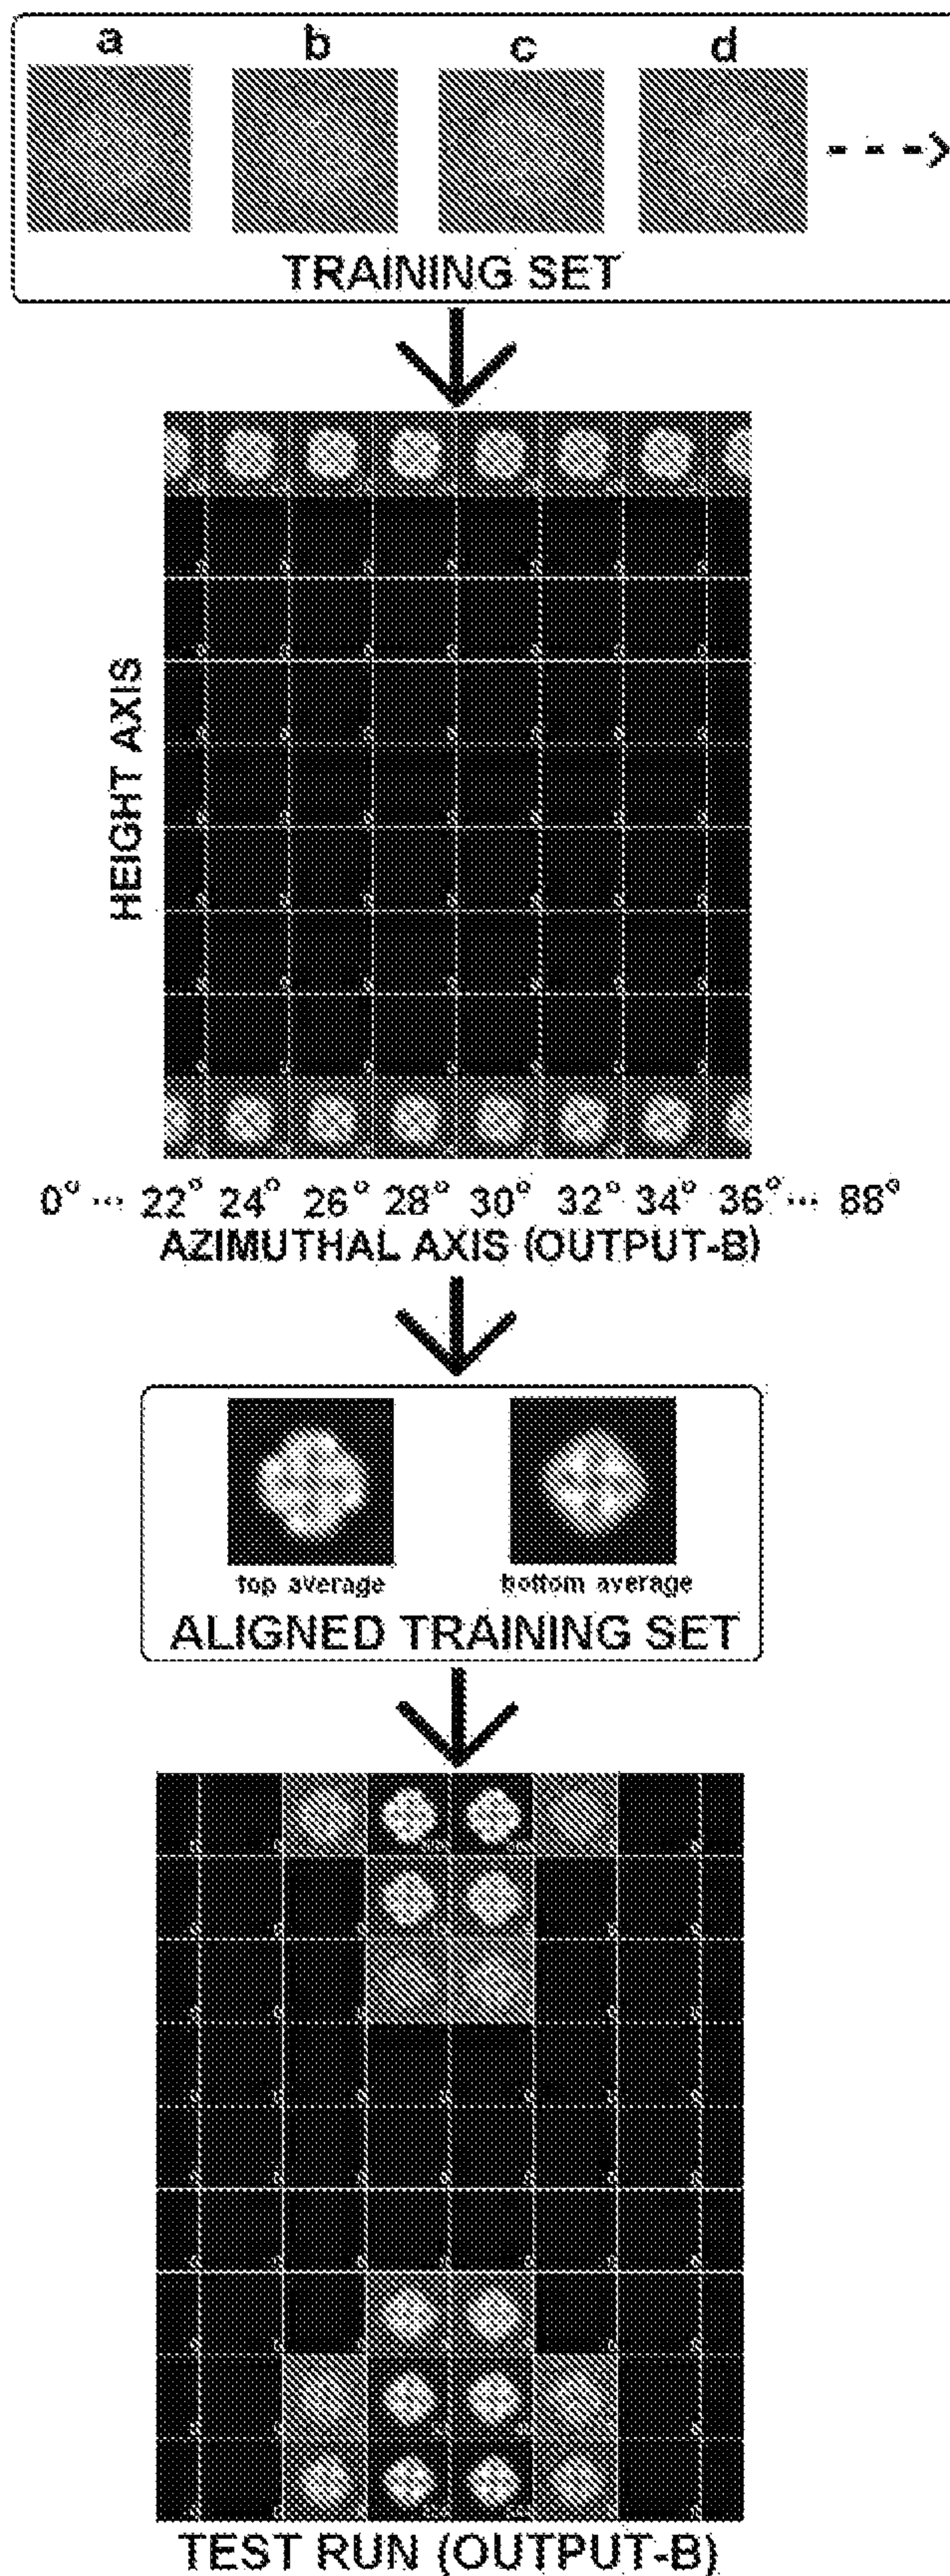 a b c d
TRAINING SET
HEIGHT AXIS
0° ... 22° 24° 26° 28° 30° 32° 34° 36° ... 88°
AZIMUTHAL AXIS (OUTPUT-B)
top average bottom average
ALIGNED TRAINING SET
TEST RUN (OUTPUT-B)